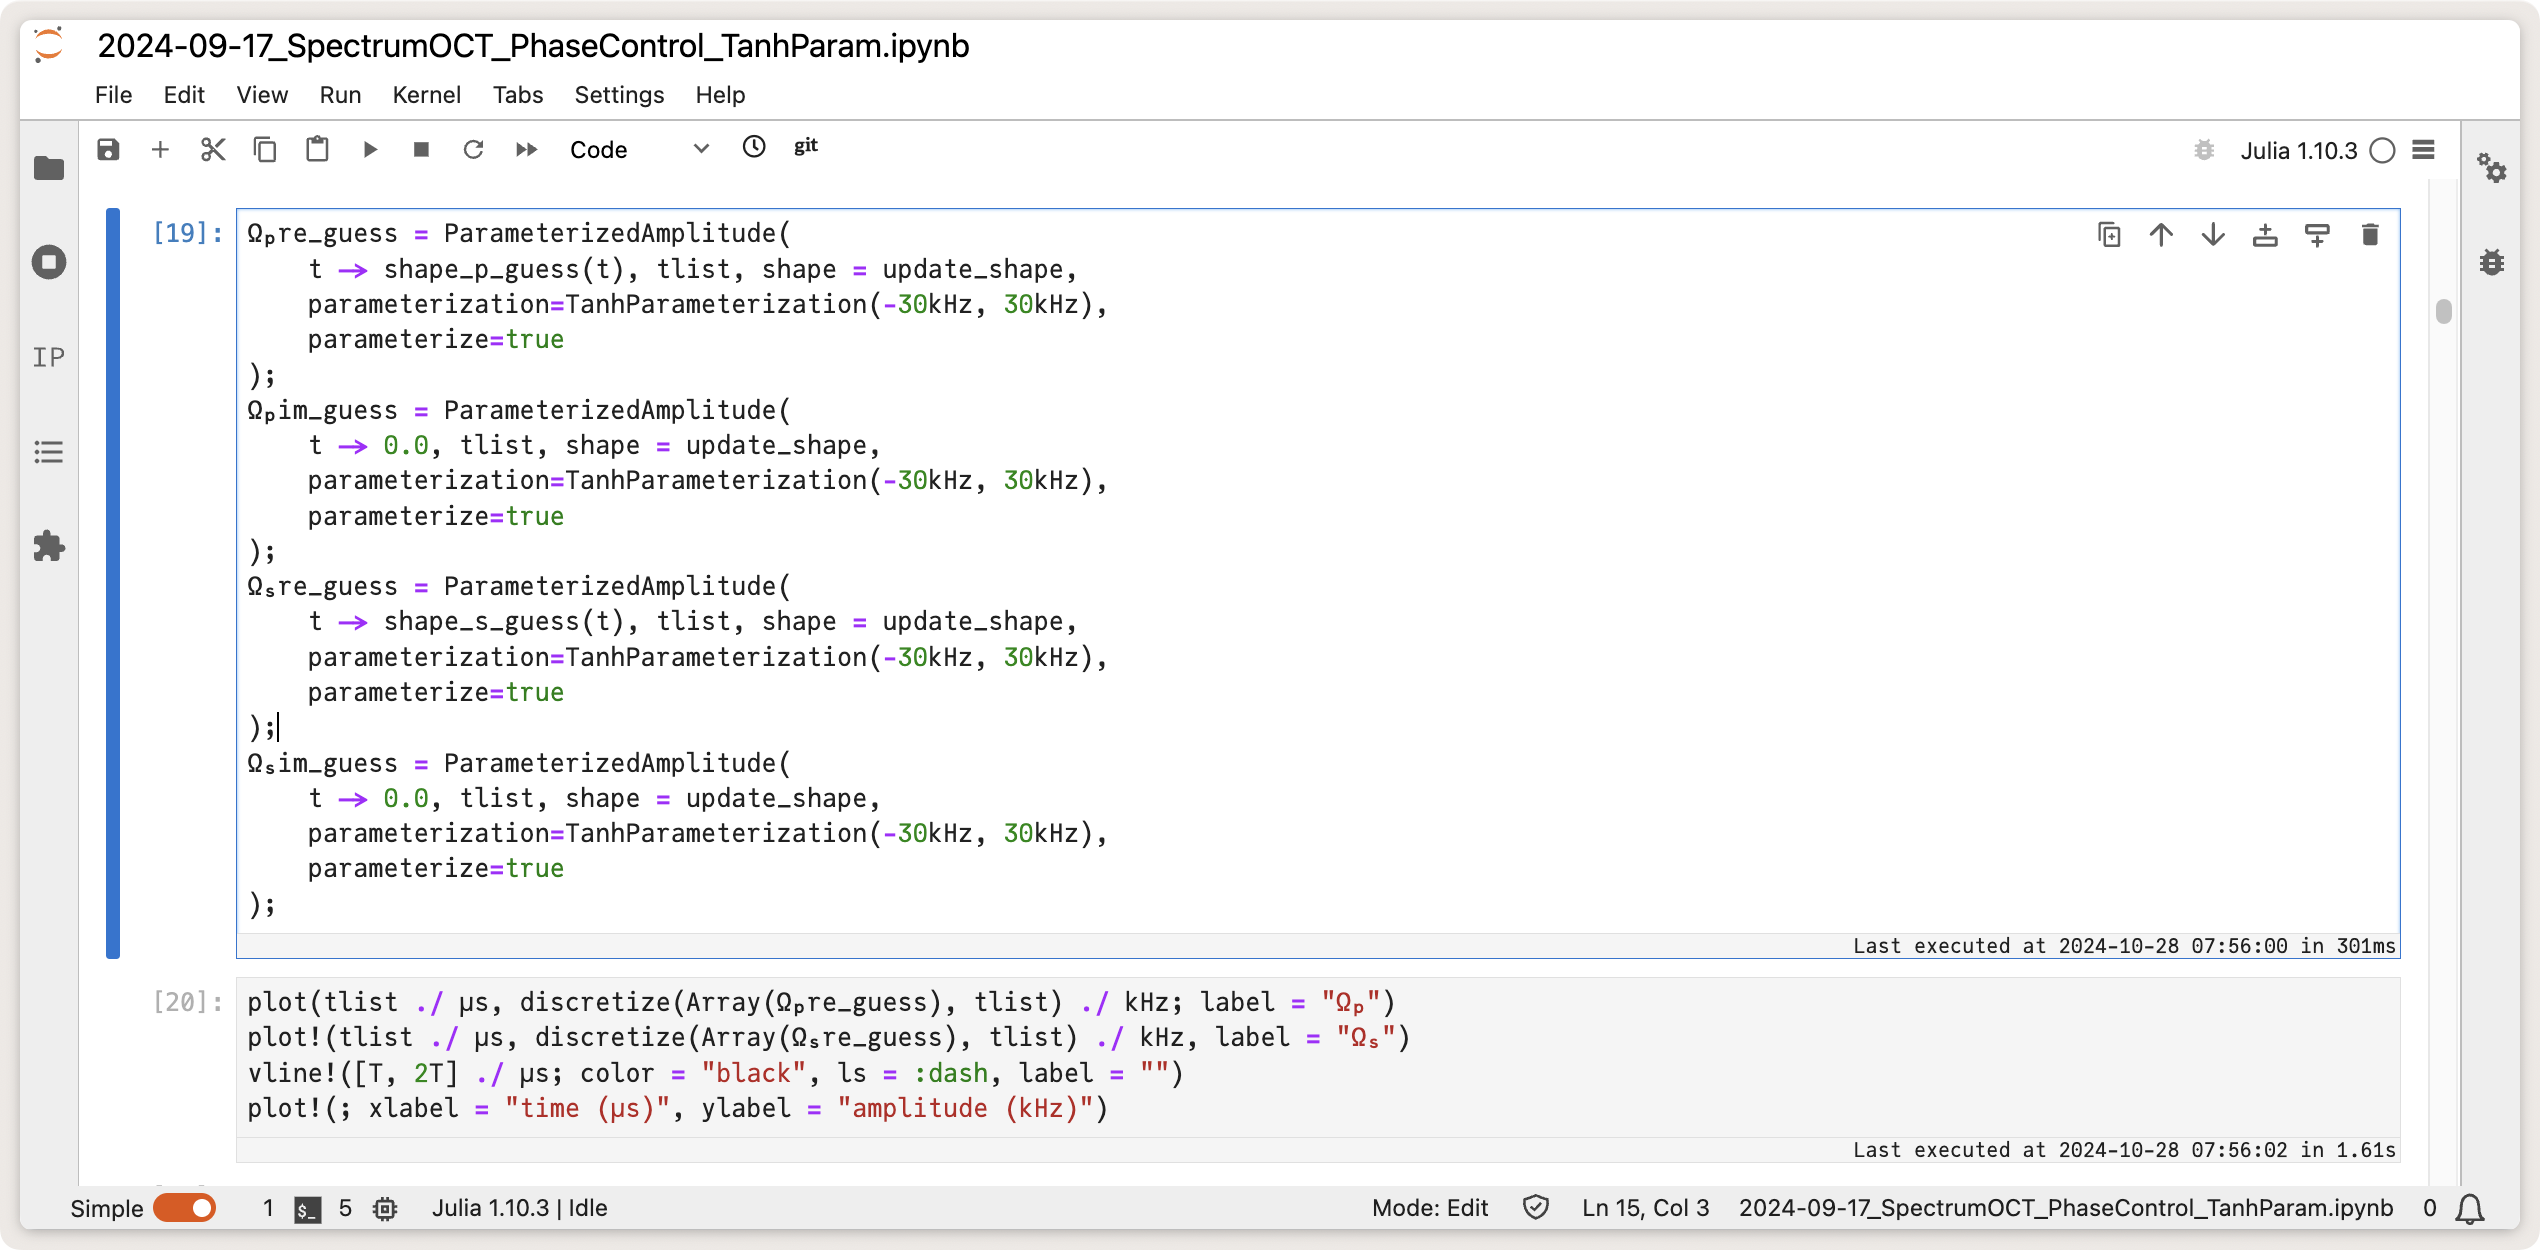 2024-09-17_SpectrumOCT_PhaseControl_TanhParam.ipynb
File Edit View Run Kernel Tabs Settings Help
Code git Julia 1.10.3
IP
[19]:
Ωₚre_guess = ParameterizedAmplitude(
    t → shape_p_guess(t), tlist, shape = update_shape,
    parameterization=TanhParameterization(-30kHz, 30kHz),
    parameterize=true
);
Ωₚim_guess = ParameterizedAmplitude(
    t → 0.0, tlist, shape = update_shape,
    parameterization=TanhParameterization(-30kHz, 30kHz),
    parameterize=true
);
Ωₛre_guess = ParameterizedAmplitude(
    t → shape_s_guess(t), tlist, shape = update_shape,
    parameterization=TanhParameterization(-30kHz, 30kHz),
    parameterize=true
);
Ωₛim_guess = ParameterizedAmplitude(
    t → 0.0, tlist, shape = update_shape,
    parameterization=TanhParameterization(-30kHz, 30kHz),
    parameterize=true
);
Last executed at 2024-10-28 07:56:00 in 301ms
[20]:
plot(tlist ./ μs, discretize(Array(Ωₚre_guess), tlist) ./ kHz; label = "Ωₚ")
plot!(tlist ./ μs, discretize(Array(Ωₛre_guess), tlist) ./ kHz, label = "Ωₛ")
vline!([T, 2T] ./ μs; color = "black", ls = :dash, label = "")
plot!(; xlabel = "time (μs)", ylabel = "amplitude (kHz)")
Last executed at 2024-10-28 07:56:02 in 1.61s
Simple 1 $_ 5 Julia 1.10.3 | Idle Mode: Edit Ln 15, Col 3 2024-09-17_SpectrumOCT_PhaseControl_TanhParam.ipynb 0